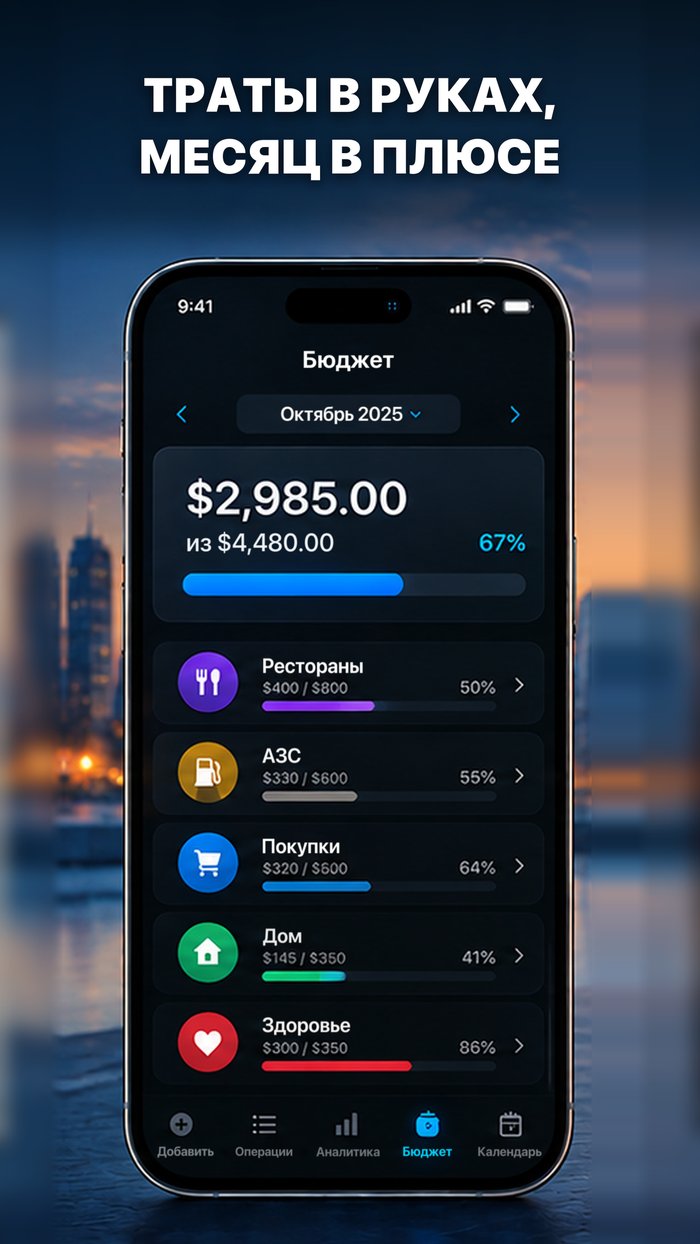 ТРАТЫ В РУКАХ,
МЕСЯЦ В ПЛЮСЕ
9:41
Бюджет
Октябрь 2025
$2,985.00
из $4,480.00
67%
Рестораны
$400 / $800
50%
АЗС
$330 / $600
55%
Покупки
$320 / $600
64%
Дом
$145 / $350
41%
Здоровье
$300 / $350
86%
Добавить
Операции
Аналитика
Бюджет
Календарь